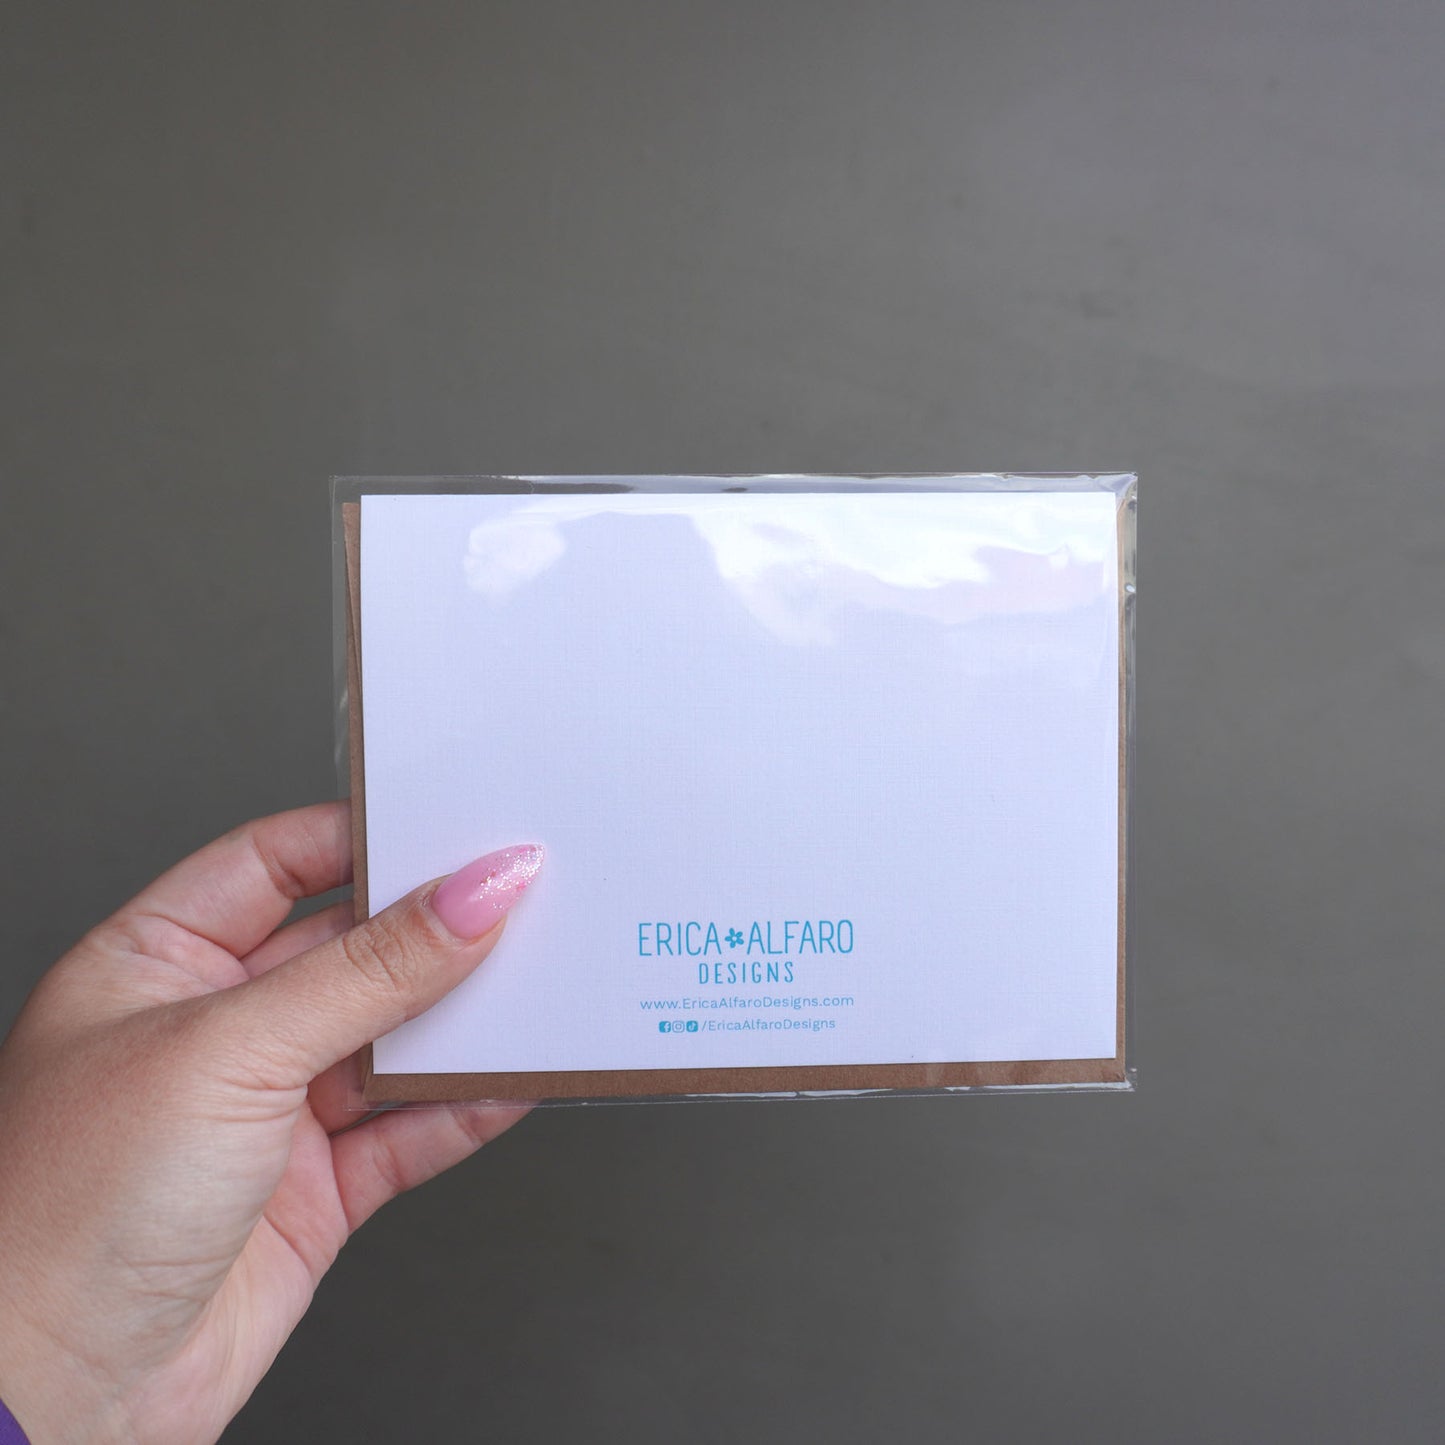 ERICA ALFARO
DESIGNS
www.EricaAlfaroDesigns.com
/EricaAlfaroDesigns